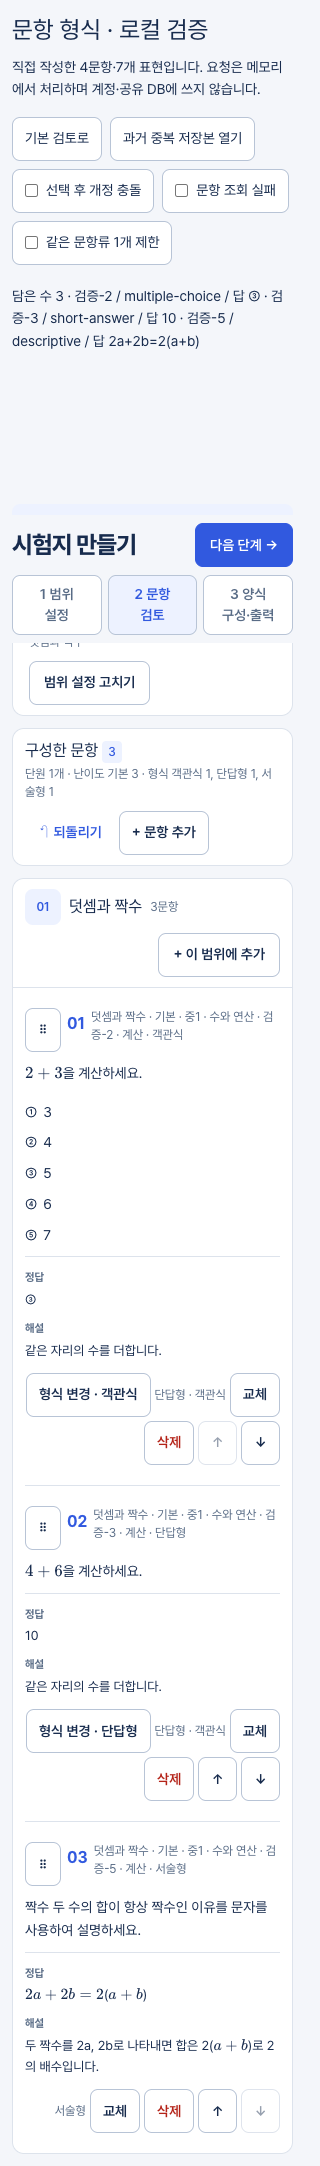 문항 형식 · 로컬 검증
직접 작성한 4문항·7개 표현입니다. 요청은 메모리
에서 처리하며 계정·공유 DB에 쓰지 않습니다.
기본 검토로
과거 중복 저장본 열기
선택 후 개정 충돌
문항 조회 실패
같은 문항류 1개 제한
담은 수 3 · 검증-2 / multiple-choice / 답 ③ · 검
증-3 / short-answer / 답 10 · 검증-5 /
descriptive / 답 2a+2b=2(a+b)
시험지 만들기
다음 단계 →
1 범위
설정
2 문항
검토
3 양식
구성·출력
범위 설정 고치기
구성한 문항 3
단원 1개 · 난이도 기본 3 · 형식 객관식 1, 단답형 1, 서
술형 1
되돌리기
+ 문항 추가
01 덧셈과 짝수 3문항
+ 이 범위에 추가
01 덧셈과 짝수 · 기본 · 중1 · 수와 연산 · 검
증-2 · 계산 · 객관식
2 + 3을 계산하세요.
① 3
② 4
③ 5
④ 6
⑤ 7
정답
③
해설
같은 자리의 수를 더합니다.
형식 변경 · 객관식 단답형 · 객관식 교체
삭제 ↑ ↓
02 덧셈과 짝수 · 기본 · 중1 · 수와 연산 · 검
증-3 · 계산 · 단답형
4 + 6을 계산하세요.
정답
10
해설
같은 자리의 수를 더합니다.
형식 변경 · 단답형 단답형 · 객관식 교체
삭제 ↑ ↓
03 덧셈과 짝수 · 기본 · 중1 · 수와 연산 · 검
증-5 · 계산 · 서술형
짝수 두 수의 합이 항상 짝수인 이유를 문자를
사용하여 설명하세요.
정답
2a + 2b = 2(a + b)
해설
두 짝수를 2a, 2b로 나타내면 합은 2(a + b)로 2
의 배수입니다.
서술형 교체 삭제 ↑ ↓